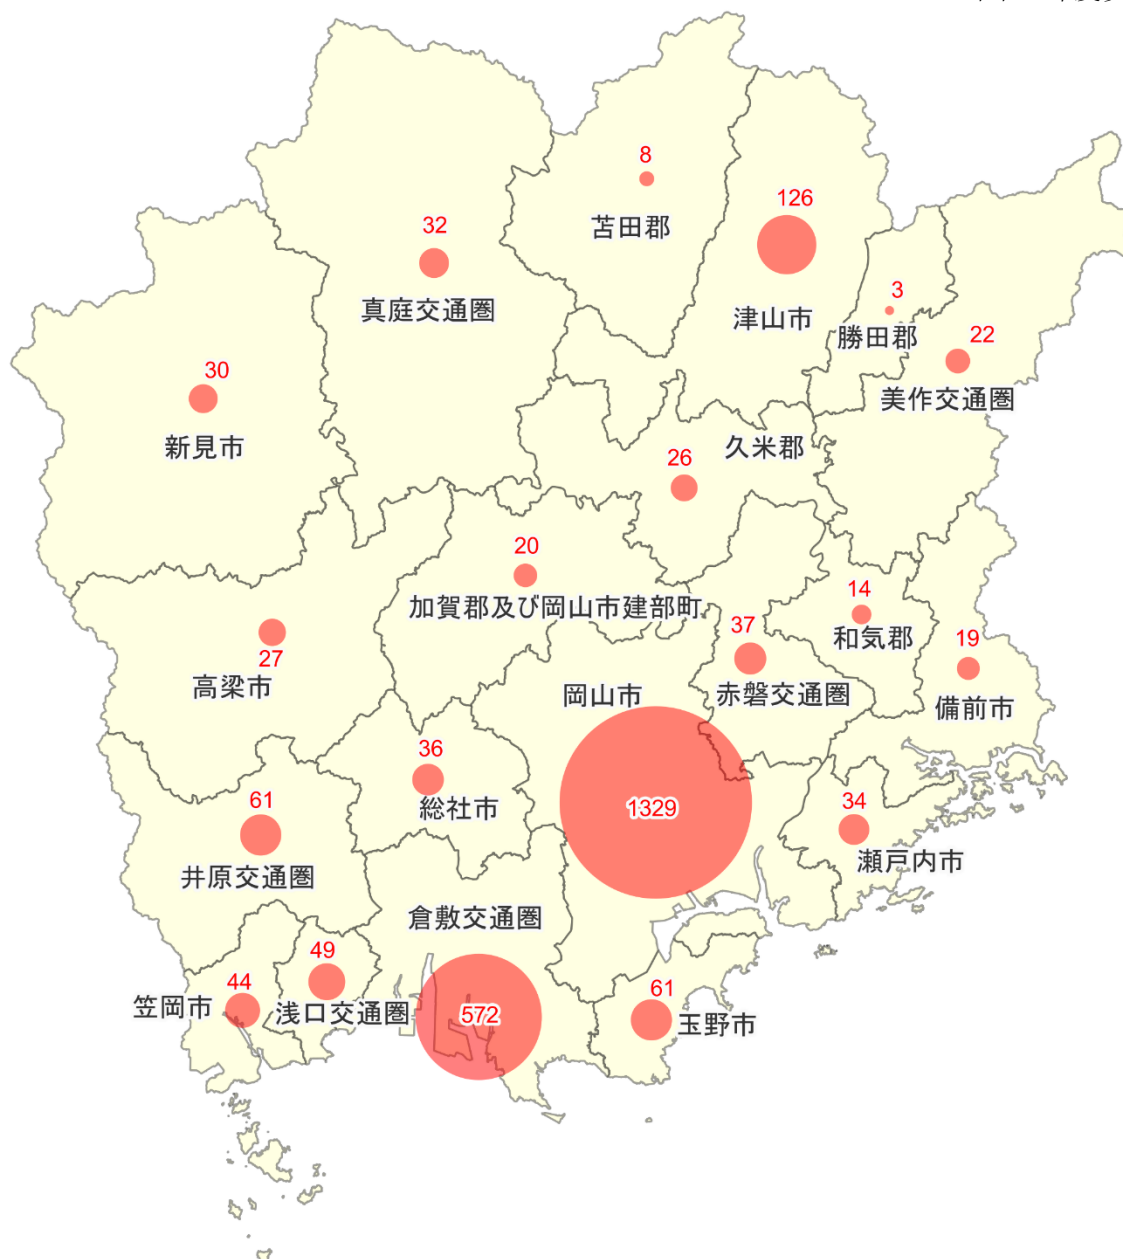 8
苫田郡
126
津山市
32
真庭交通圏
3
勝田郡
22
美作交通圏
30
新見市
久米郡
26
20
加賀郡及び岡山市建部町
14
和気郡
37
赤磐交通圏
19
備前市
27
高梁市
岡山市
1329
36
総社市
34
瀬戸内市
61
井原交通圏
倉敷交通圏
572
49
浅口交通圏
44
笠岡市
61
玉野市